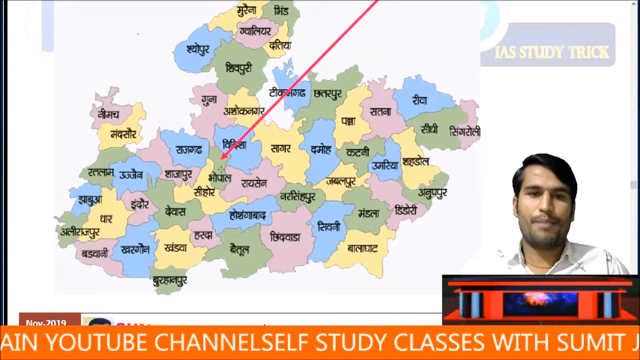 मुरैना
भिंड
ग्वालियर
दतिया
श्योपुर
शिवपुरी
IAS STUDY TRICK
टीकमगढ
छतरपुर
गुना
अशोकनगर
पन्ना
सतना
रीवा
सीधी
सिंगरोली
नीमच
मंदसौर
राजगढ
विदिशा
सागर
दमोह
कटनी
उमरिया
शहडोल
रतलाम
उज्जैन
शाजापुर
भोपाल
सीहोर
रायसेन
जबलपुर
अनुपपुर
झाबुआ
धार
इंदौर
देवास
होशंगाबाद
नरसिंहपुर
मंडला
डिंडोरी
अलीराजपुर
बडवानी
खरगौन
खंडवा
हरदा
बैतूल
छिंदवाडा
सिवनी
बालाघाट
बुरहानपुर
Nov-2019
AIN YOUTUBE CHANNELSELF STUDY CLASSES WITH SUMIT J